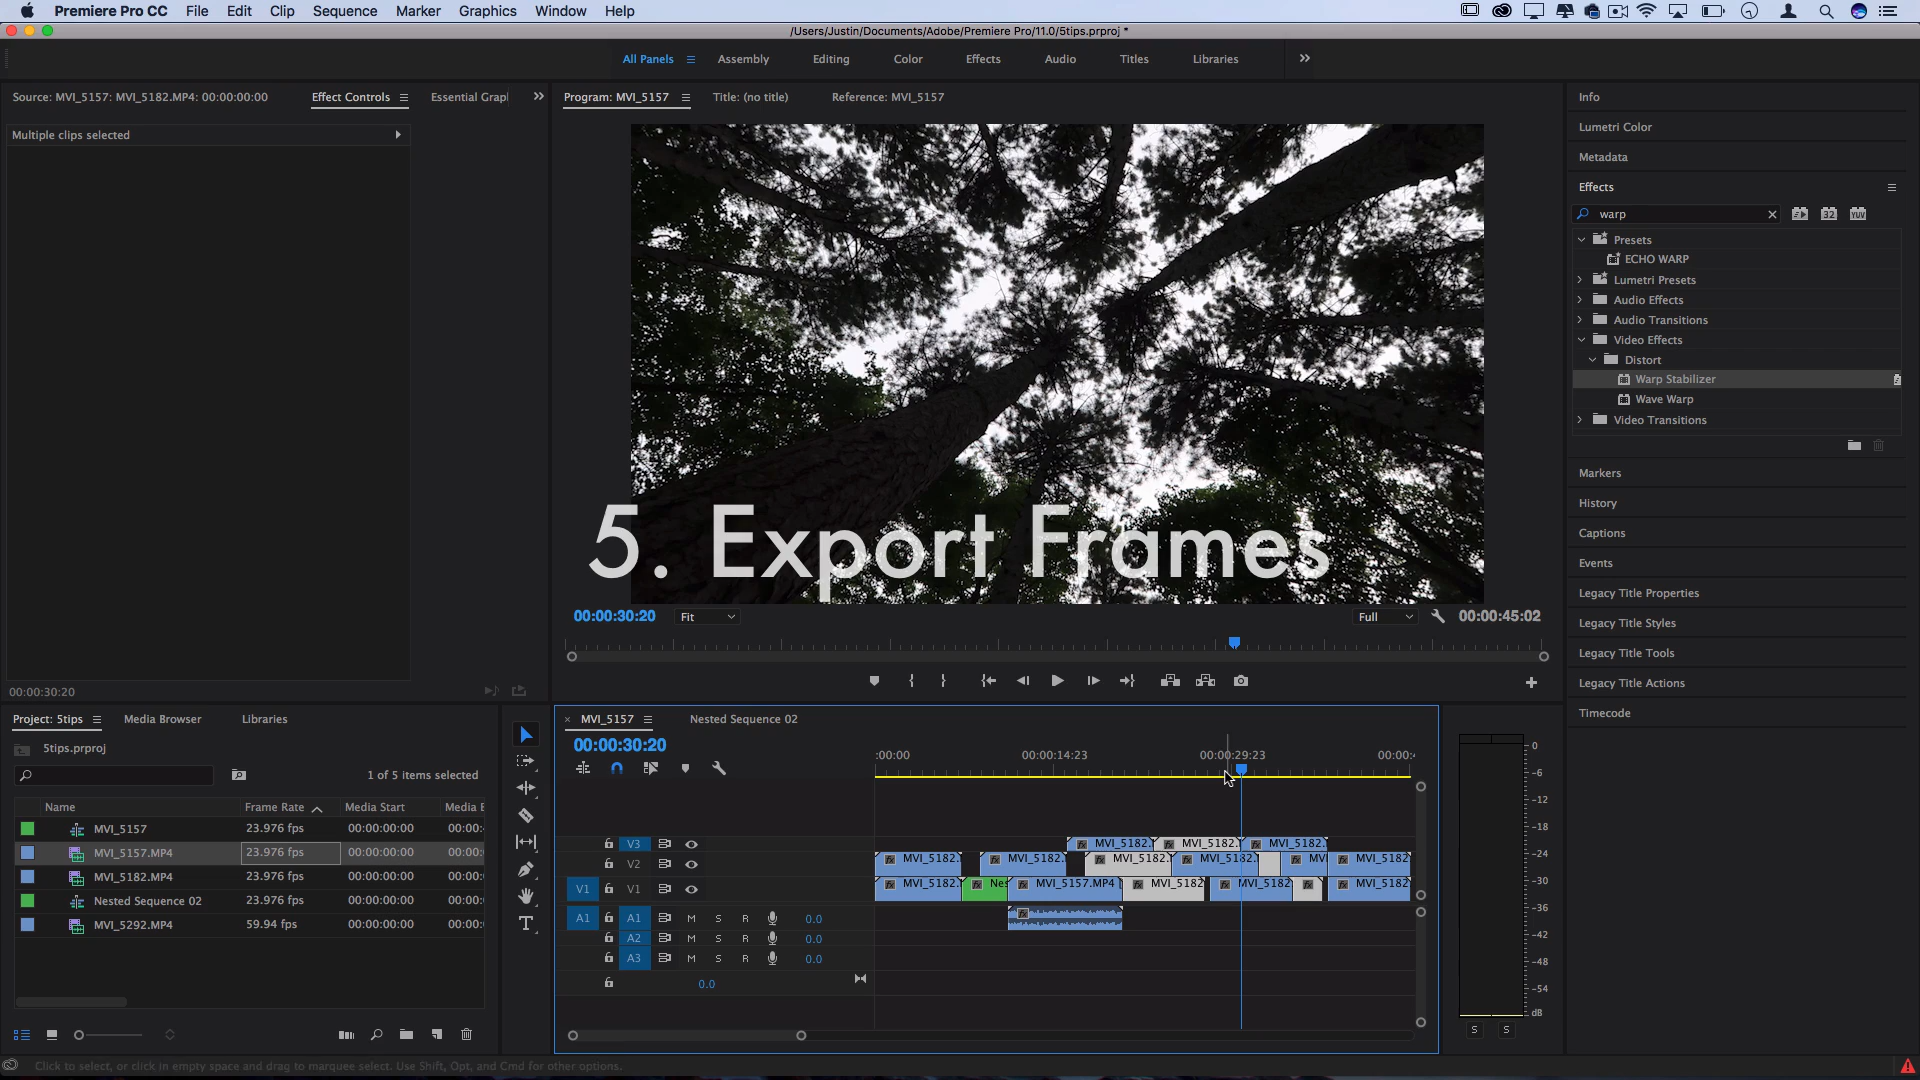 Premiere Pro CC File Edit Clip Sequence Marker Graphics Window Help
/Users/Justin/Documents/Adobe/Premiere Pro/11.0/5tips.prproj *
All Panels Assembly Editing Color Effects Audio Titles Libraries
Source: MVI_5157: MVI_5182.MP4: 00:00:00:00 Effect Controls Essential Grap
Program: MVI_5157 Title: (no title) Reference: MVI_5157
Multiple clips selected
5. Export Frames
00:00:30:20 Fit Full 00:00:45:02
00:00:30:20
Info
Lumetri Color
Metadata
Effects
warp
32 YUV
Presets
ECHO WARP
Lumetri Presets
Audio Effects
Audio Transitions
Video Effects
Distort
Warp Stabilizer
Wave Warp
Video Transitions
Markers
History
Captions
Events
Legacy Title Properties
Legacy Title Styles
Legacy Title Tools
Legacy Title Actions
Timecode
Project: 5tips Media Browser Libraries
5tips.prproj
1 of 5 items selected
Name Frame Rate Media Start Media E
MVI_5157 23.976 fps 00:00:00:00 00:00:
MVI_5157.MP4 23.976 fps 00:00:00:00 00:00:
MVI_5182.MP4 23.976 fps 00:00:00:00 00:00:
Nested Sequence 02 23.976 fps 00:00:00:00 00:00:
MVI_5292.MP4 59.94 fps 00:00:00:00 00:00:
MVI_5157 Nested Sequence 02
00:00:30:20
:00:00 00:00:14:23 00:00:29:23 00:00:4
V3 MVI_5182. MVI_5182. MVI_5182.
V2 MVI_5182. MVI_5182. MVI_5182. MVI_5182 MVI MVI_5182
V1 V1 MVI_5182. Nes MVI_5157.MP4 MVI_5182 MVI_5182 MVI_5182
A1 A1 M S R 0.0
A2 M S R 0.0
A3 M S R 0.0
0.0
0
-6
-12
-18
-24
-30
-36
-42
-48
-54
dB
S S
Click to select, or click in empty space and drag to marquee select. Use Shift, Opt, and Cmd for other options.